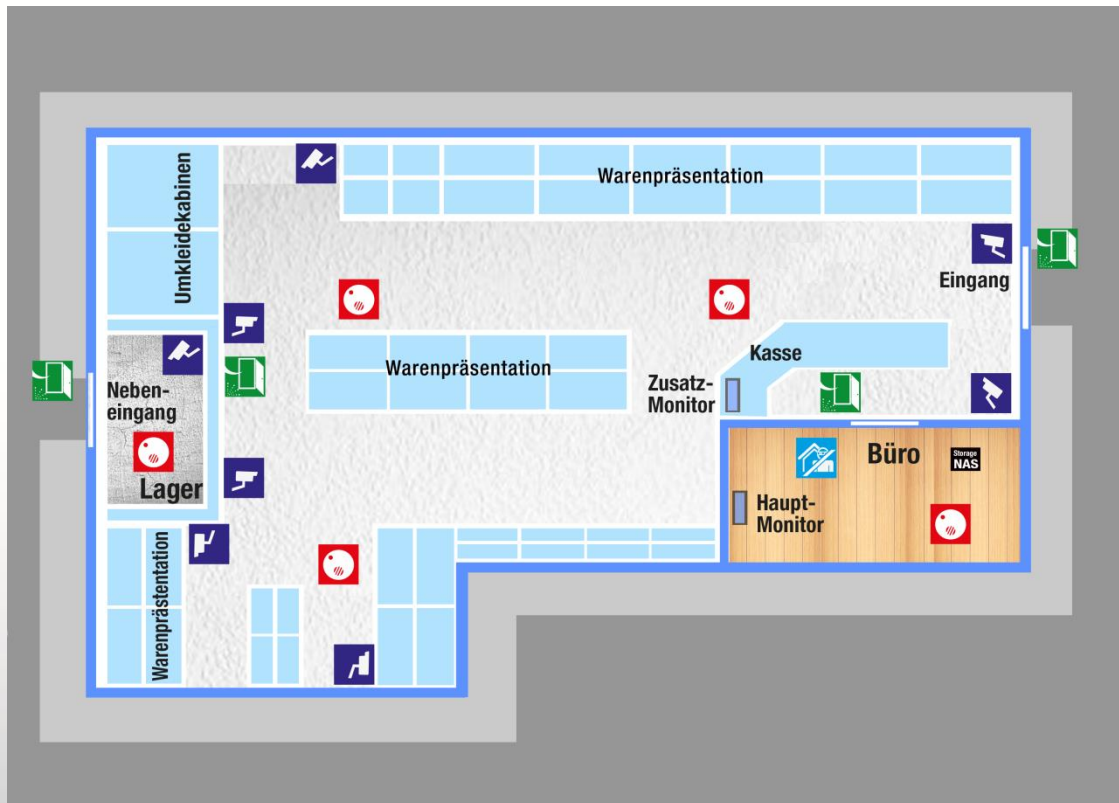 Umkleidekabinen
Warenpräsentation
Eingang
Neben-
eingang
Lager
Warenpräsentation
Kasse
Zusatz-
Monitor
Büro
Storage
NAS
Haupt-
Monitor
Warenprästentation